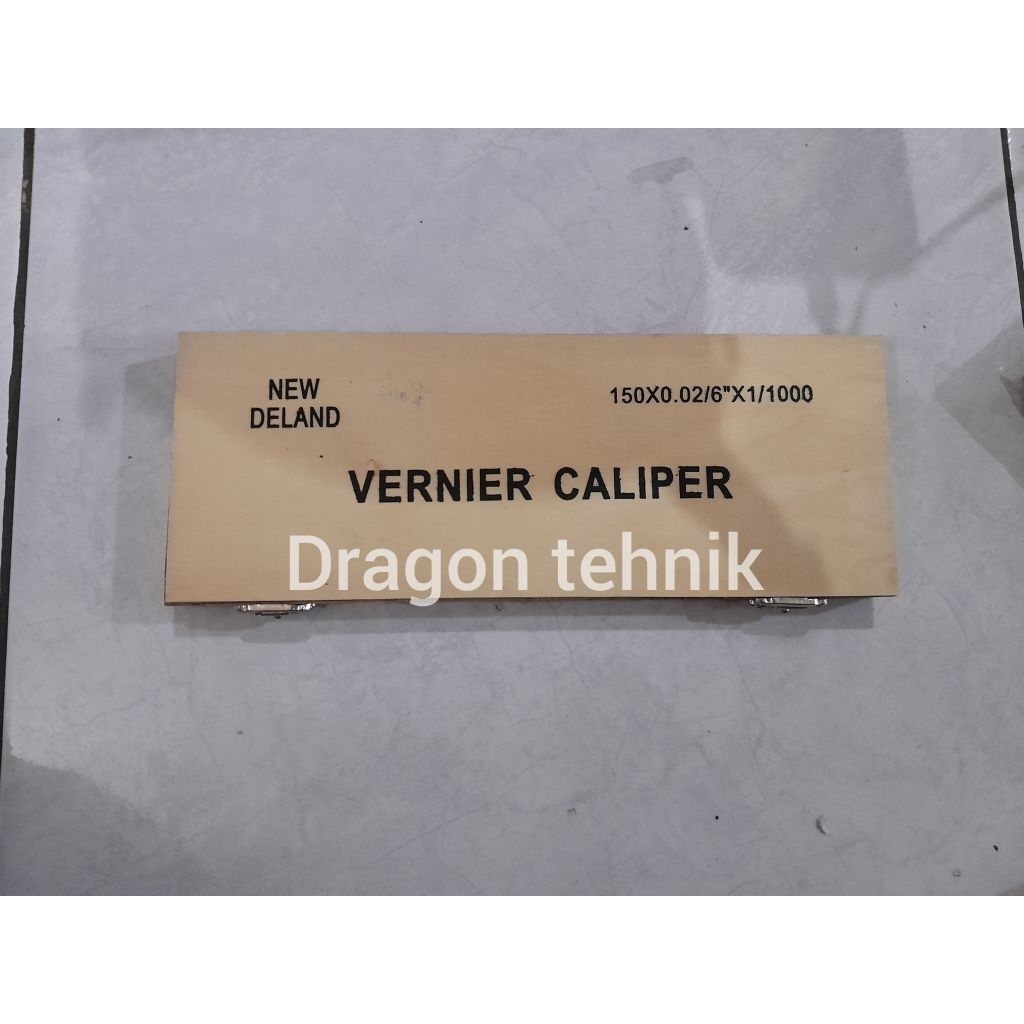 NEW
DELAND
150X0.02/6"X1/1000
VERNIER CALIPER
Dragon tehnik